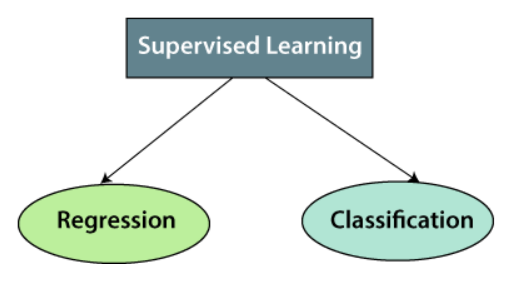 Supervised Learning
Regression
Classification